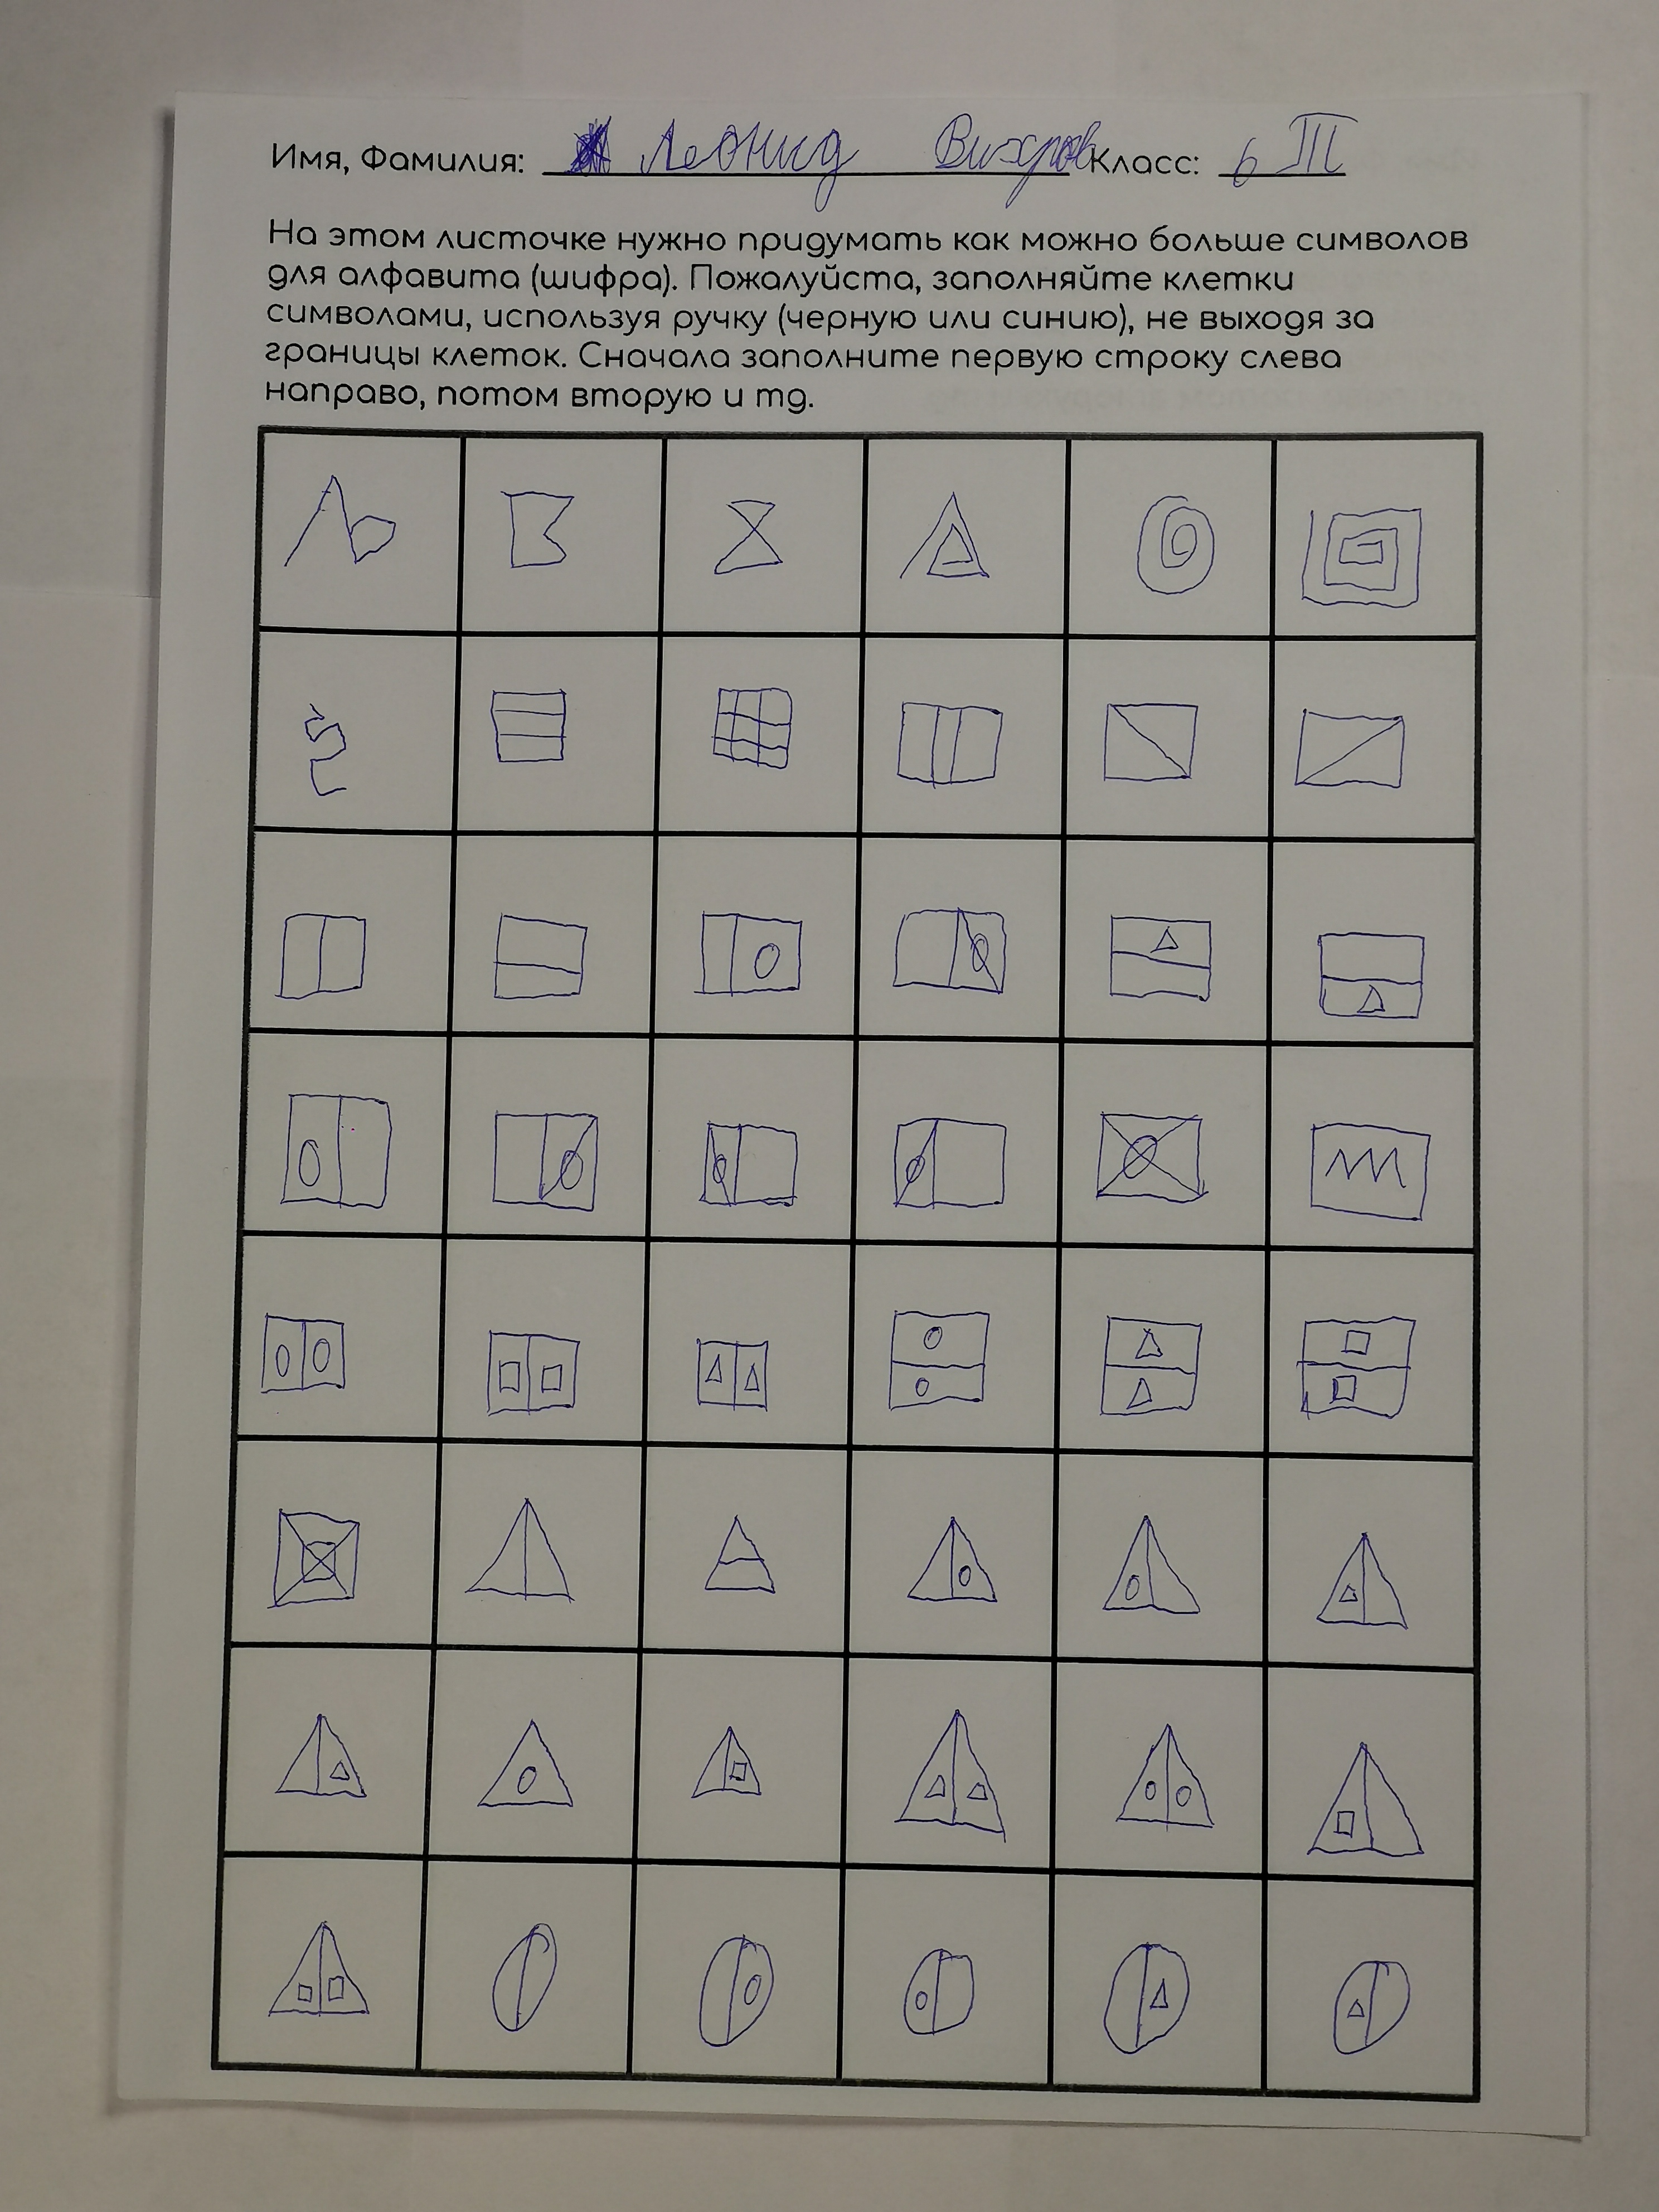 Имя, Фамилия: Леонид Вихров Класс: 6 III
На этом листочке нужно придумать как можно больше символов
для алфавита (шифра). Пожалуйста, заполняйте клетки
символами, используя ручку (черную или синию), не выходя за
границы клеток. Сначала заполните первую строку слева
направо, потом вторую и тд.